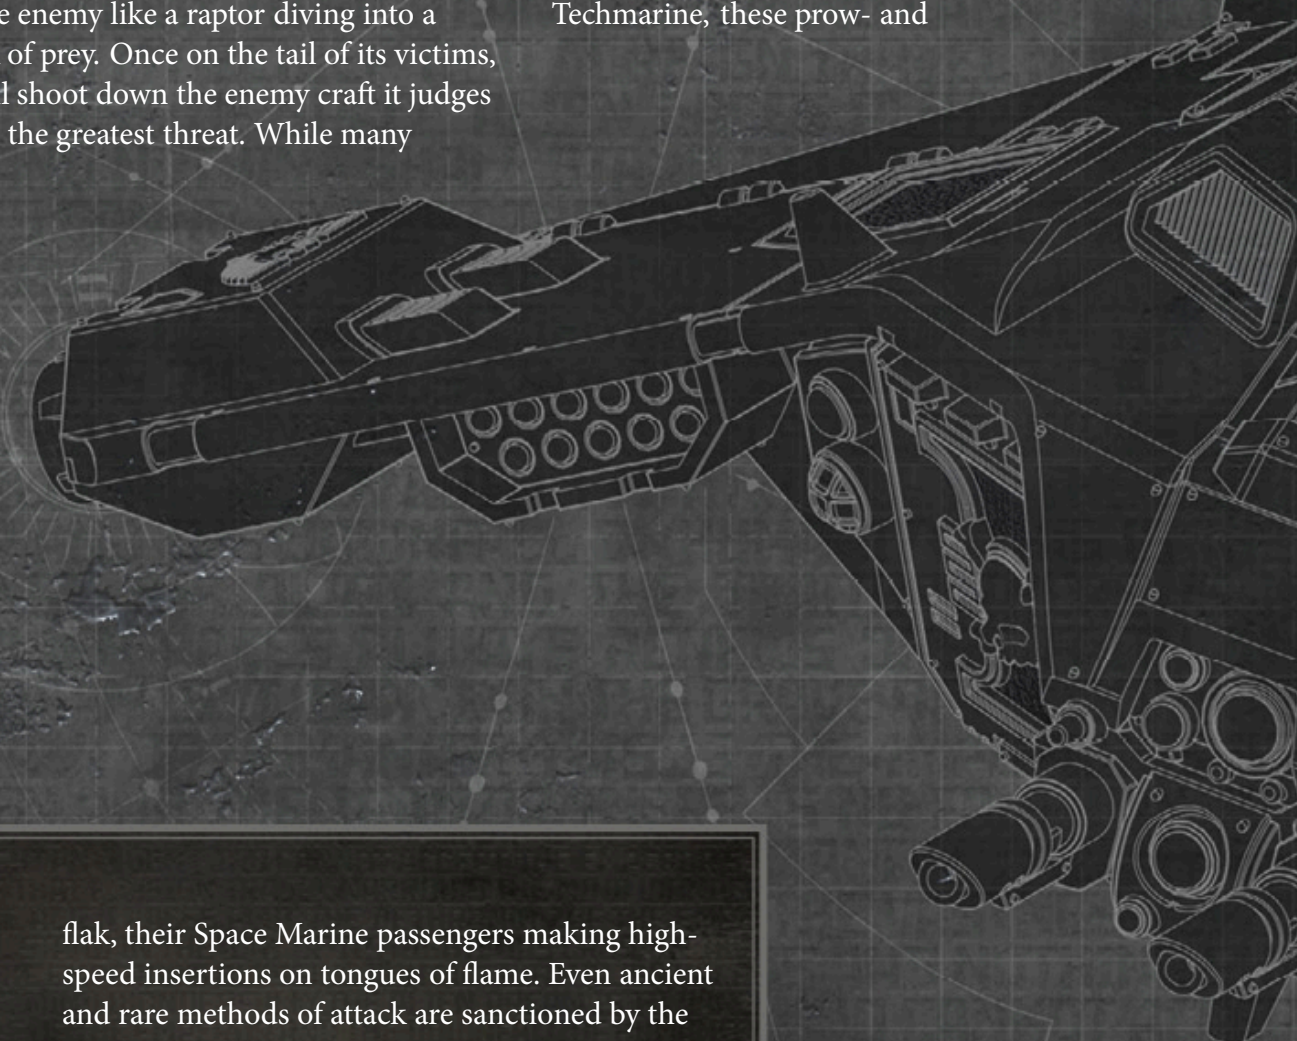 e enemy like a raptor diving into a
of prey. Once on the tail of its victims,
l shoot down the enemy craft it judges
the greatest threat. While many
Techmarine, these prow- and
flak, their Space Marine passengers making high-
speed insertions on tongues of flame. Even ancient
and rare methods of attack are sanctioned by the